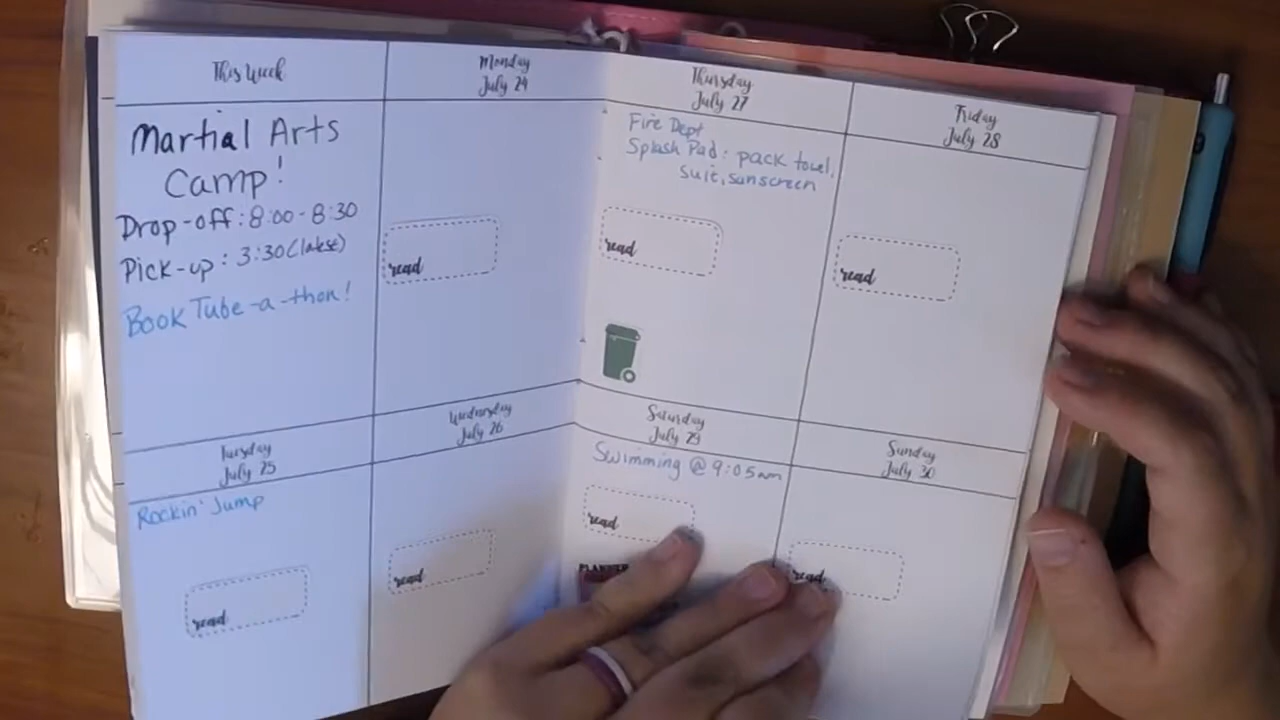 This Week
Martial Arts
Camp!
Drop-off: 8:00-8:30
Pick-up: 3:30 (latest)
Book Tube-a-thon!
Monday
July 24
read
Tuesday
July 25
Rockin' Jump
read
Wednesday
July 26
read
Thursday
July 27
Fire Dept
Splash Pad: pack towel,
suit, sunscreen
read
Friday
July 28
read
Saturday
July 29
Swimming @ 9:05am
read
PLANNER
Sunday
July 30
read